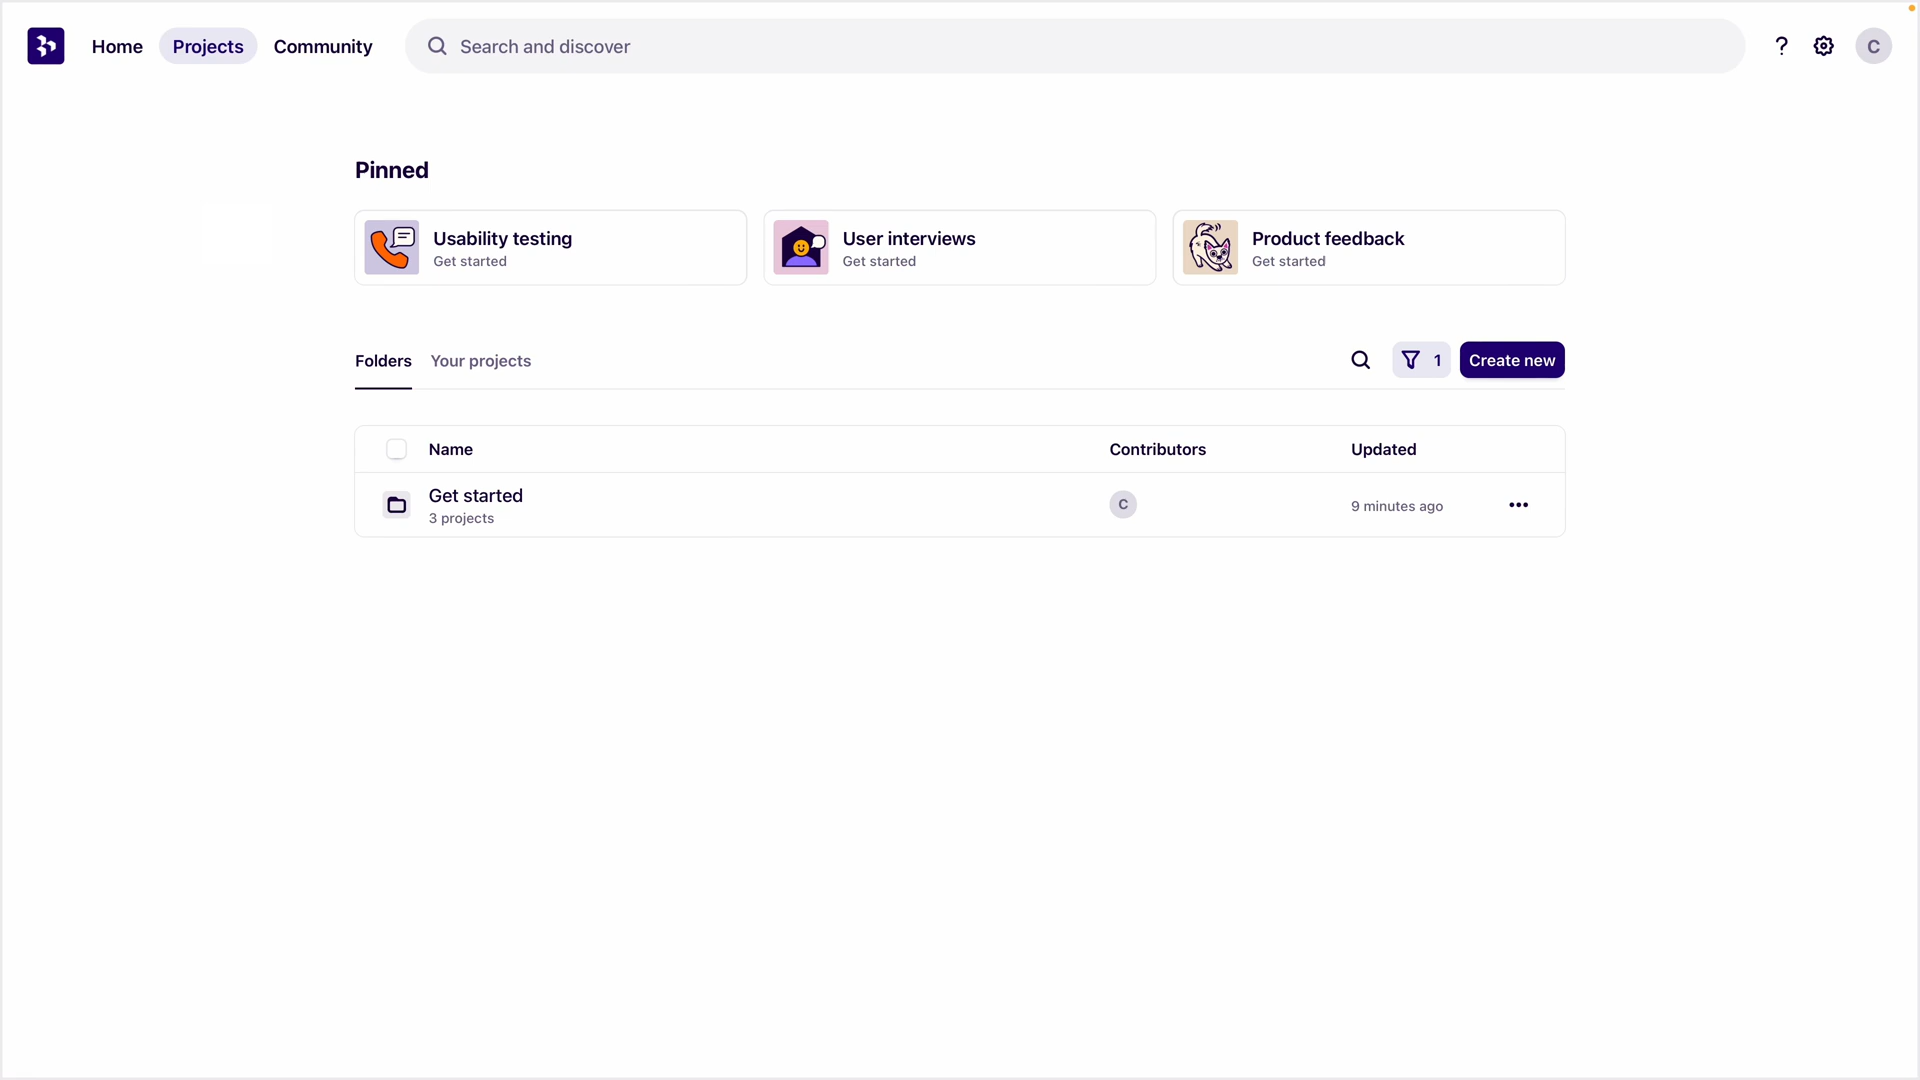 Home
Projects
Community
Search and discover
?
C
Pinned
Usability testing
Get started
User interviews
Get started
Product feedback
Get started
Folders
Your projects
1
Create new
Name
Contributors
Updated
Get started
3 projects
C
9 minutes ago